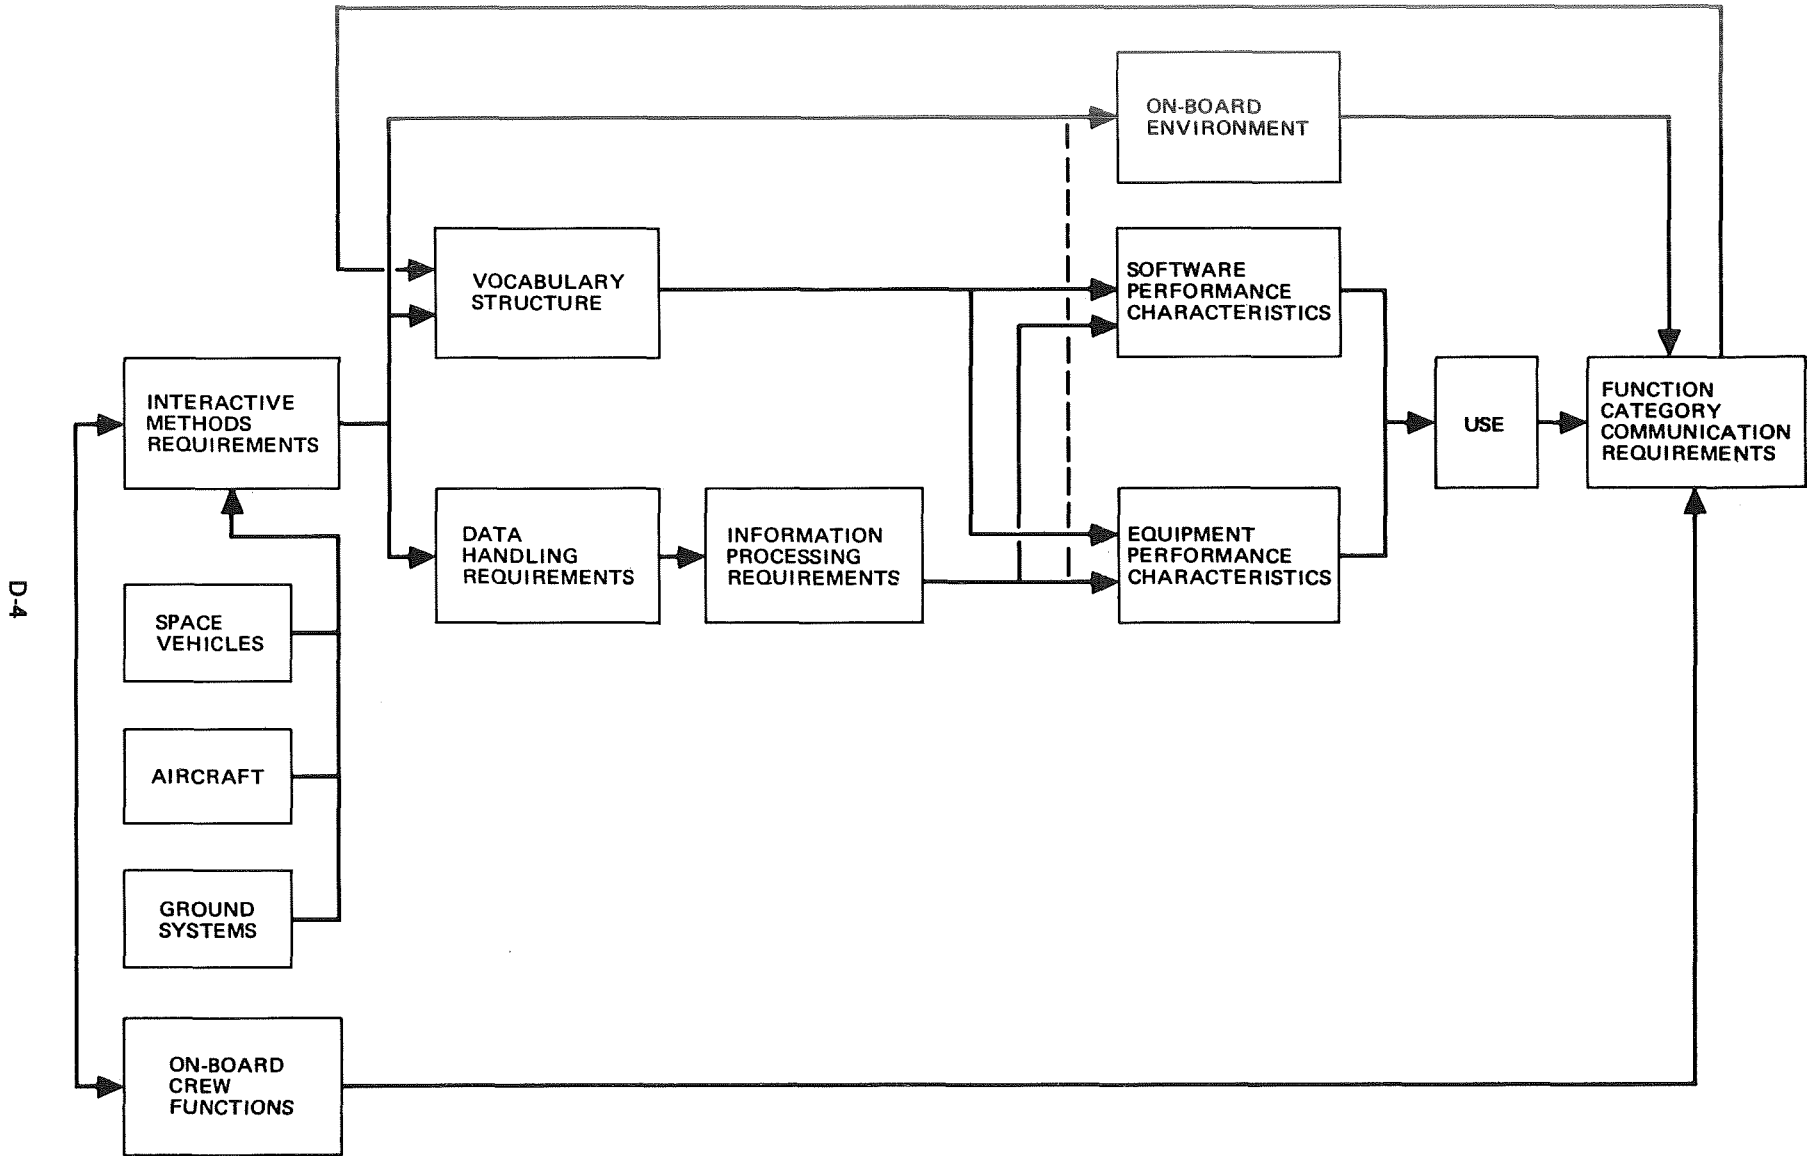 ON-BOARD
ENVIRONMENT
VOCABULARY
STRUCTURE
SOFTWARE
PERFORMANCE
CHARACTERISTICS
INTERACTIVE
METHODS
REQUIREMENTS
USE
FUNCTION
CATEGORY
COMMUNICATION
REQUIREMENTS
DATA
HANDLING
REQUIREMENTS
INFORMATION
PROCESSING
REQUIREMENTS
EQUIPMENT
PERFORMANCE
CHARACTERISTICS
SPACE
VEHICLES
AIRCRAFT
GROUND
SYSTEMS
ON-BOARD
CREW
FUNCTIONS
D-4